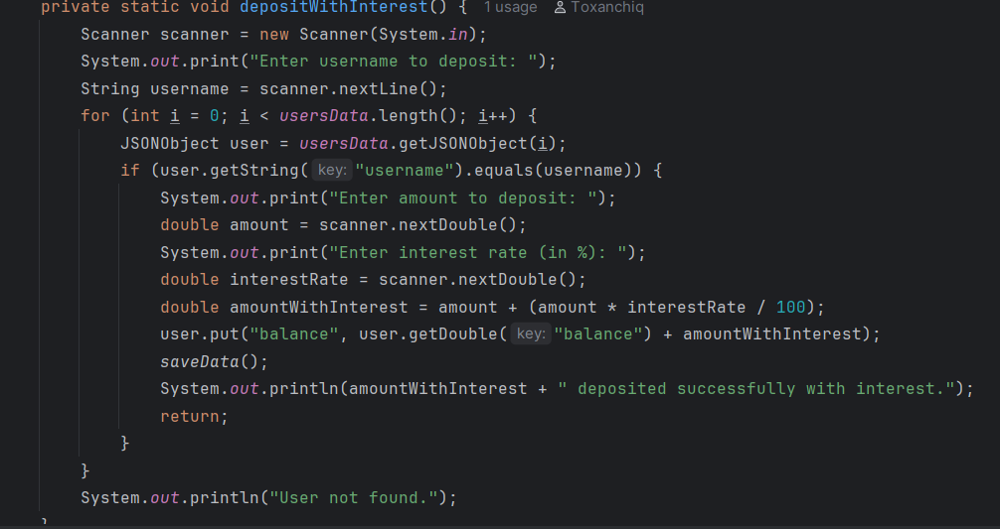 private static void depositWithInterest() { 1 usage Toxanchiq
Scanner scanner = new Scanner(System.in);
System.out.print("Enter username to deposit: ");
String username = scanner.nextLine();
for (int i = 0; i < usersData.length(); i++) {
JSONObject user = usersData.getJSONObject(i);
if (user.getString( key: "username").equals(username)) {
System.out.print("Enter amount to deposit: ");
double amount = scanner.nextDouble();
System.out.print("Enter interest rate (in %): ");
double interestRate = scanner.nextDouble();
double amountWithInterest = amount + (amount * interestRate / 100);
user.put("balance", user.getDouble( key: "balance") + amountWithInterest);
saveData();
System.out.println(amountWithInterest + " deposited successfully with interest.");
return;
}
}
System.out.println("User not found.");
}